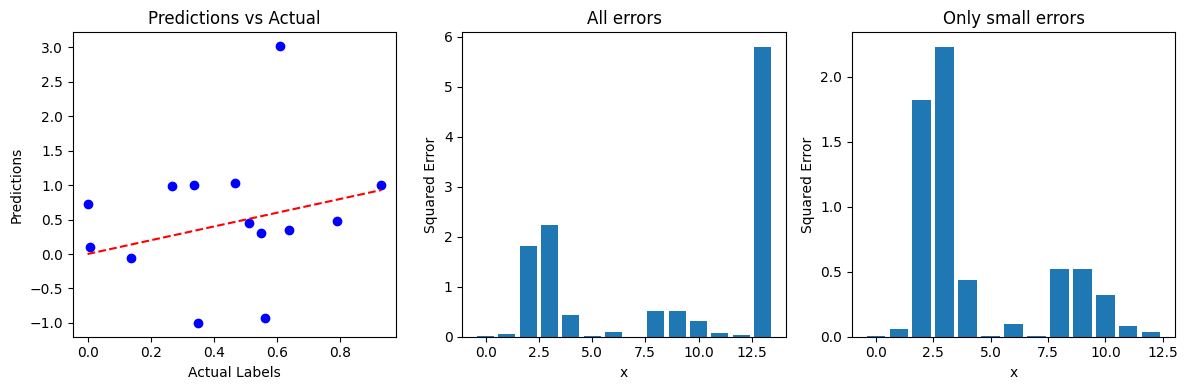 Predictions vs Actual
3.0
2.5
2.0
1.5
1.0
0.5
0.0
−0.5
−1.0
Predictions
0.0 0.2 0.4 0.6 0.8
Actual Labels
All errors
6
5
4
3
2
1
0
Squared Error
0.0 2.5 5.0 7.5 10.0 12.5
x
Only small errors
2.0
1.5
1.0
0.5
0.0
Squared Error
0.0 2.5 5.0 7.5 10.0 12.5
x